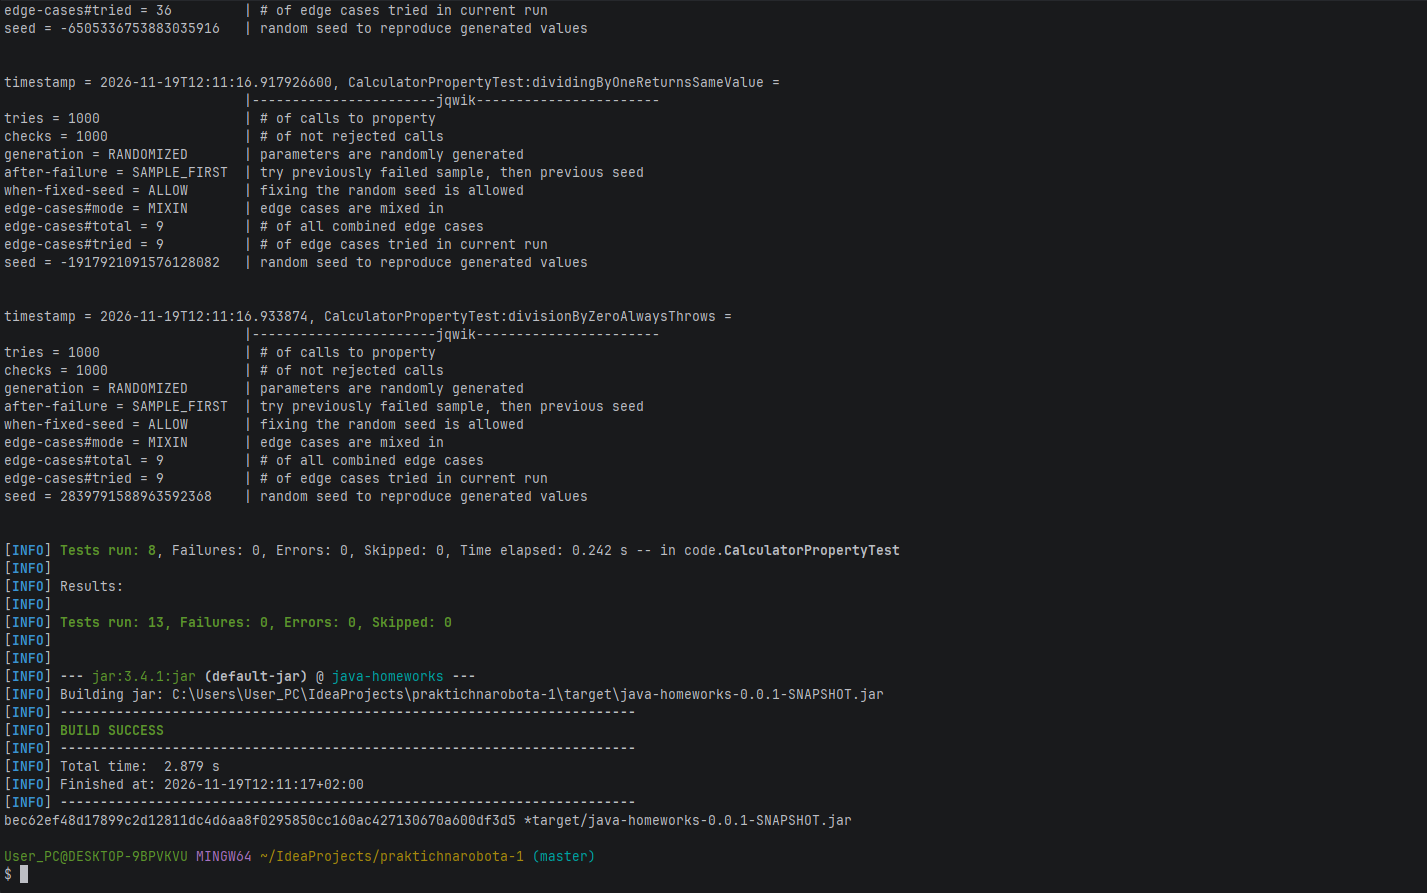 edge-cases#tried = 36         | # of edge cases tried in current run
seed = -6505336753883035916   | random seed to reproduce generated values
timestamp = 2026-11-19T12:11:16.917926600, CalculatorPropertyTest:dividingByOneReturnsSameValue =
                              |-----------------------jqwik-----------------------
tries = 1000                  | # of calls to property
checks = 1000                 | # of not rejected calls
generation = RANDOMIZED       | parameters are randomly generated
after-failure = SAMPLE_FIRST  | try previously failed sample, then previous seed
when-fixed-seed = ALLOW       | fixing the random seed is allowed
edge-cases#mode = MIXIN       | edge cases are mixed in
edge-cases#total = 9          | # of all combined edge cases
edge-cases#tried = 9          | # of edge cases tried in current run
seed = -1917921091576128082   | random seed to reproduce generated values
timestamp = 2026-11-19T12:11:16.933874, CalculatorPropertyTest:divisionByZeroAlwaysThrows =
                              |-----------------------jqwik-----------------------
tries = 1000                  | # of calls to property
checks = 1000                 | # of not rejected calls
generation = RANDOMIZED       | parameters are randomly generated
after-failure = SAMPLE_FIRST  | try previously failed sample, then previous seed
when-fixed-seed = ALLOW       | fixing the random seed is allowed
edge-cases#mode = MIXIN       | edge cases are mixed in
edge-cases#total = 9          | # of all combined edge cases
edge-cases#tried = 9          | # of edge cases tried in current run
seed = 2839791588963592368    | random seed to reproduce generated values
[INFO] Tests run: 8, Failures: 0, Errors: 0, Skipped: 0, Time elapsed: 0.242 s -- in code.CalculatorPropertyTest
[INFO]
[INFO] Results:
[INFO]
[INFO] Tests run: 13, Failures: 0, Errors: 0, Skipped: 0
[INFO]
[INFO]
[INFO] --- jar:3.4.1:jar (default-jar) @ java-homeworks ---
[INFO] Building jar: C:\Users\User_PC\IdeaProjects\praktichnarobota-1\target\java-homeworks-0.0.1-SNAPSHOT.jar
[INFO] ------------------------------------------------------------------------
[INFO] BUILD SUCCESS
[INFO] ------------------------------------------------------------------------
[INFO] Total time:  2.879 s
[INFO] Finished at: 2026-11-19T12:11:17+02:00
[INFO] ------------------------------------------------------------------------
bec62ef48d17899c2d12811dc4d6aa8f0295850cc160ac427130670a600df3d5 *target/java-homeworks-0.0.1-SNAPSHOT.jar
User_PC@DESKTOP-9BPVKVU MINGW64 ~/IdeaProjects/praktichnarobota-1 (master)
$